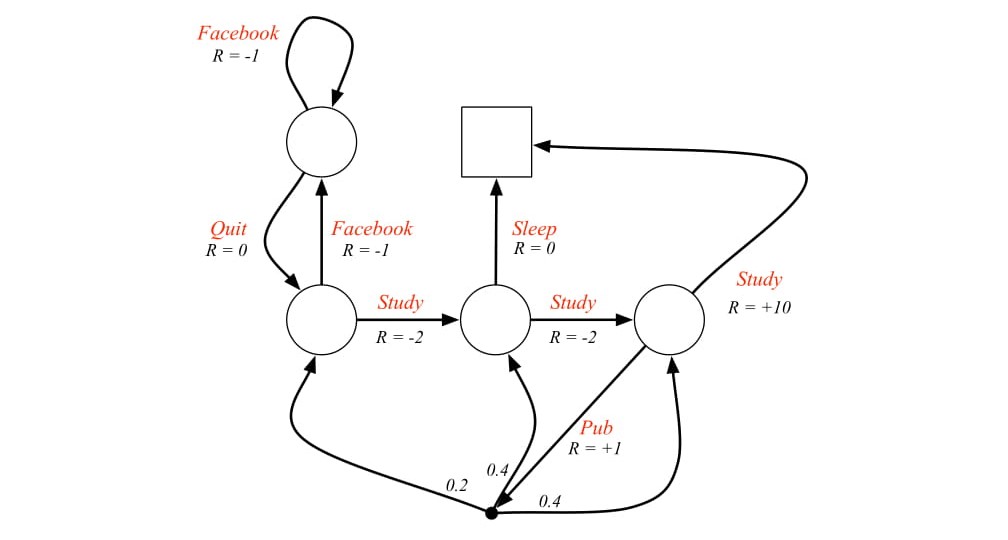 Facebook
R = -1
Quit
R = 0
Facebook
R = -1
Sleep
R = 0
Study
R = +10
Study
R = -2
Study
R = -2
Pub
R = +1
0.2
0.4
0.4